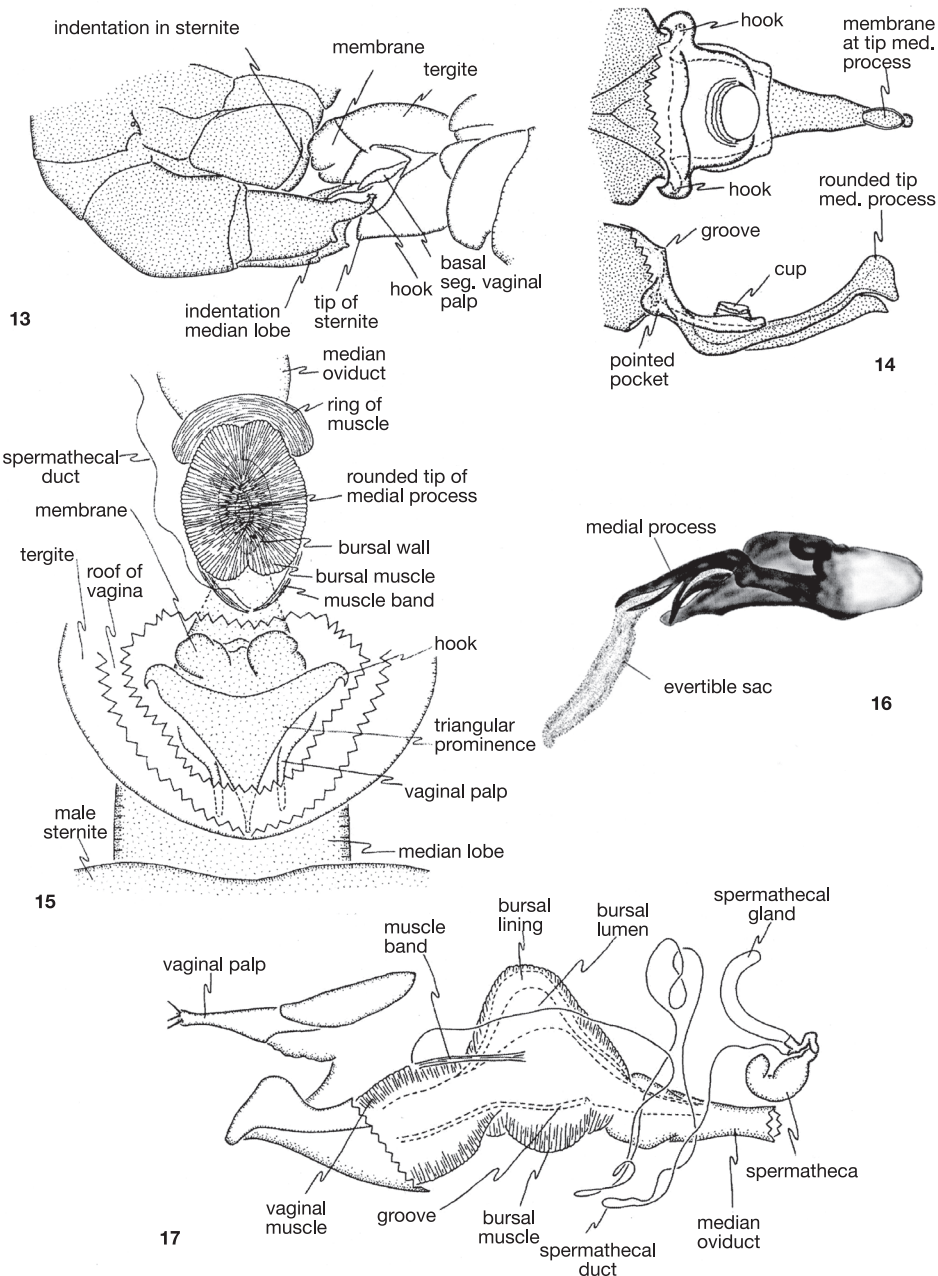 indentation in sternite
membrane
tergite
indentation
median lobe
tip of
sternite
hook
basal
seg. vaginal
palp
13
hook
membrane
at tip med.
process
hook
rounded tip
med. process
groove
cup
pointed
pocket
14
median
oviduct
ring of
muscle
spermathecal
duct
rounded tip of
medial process
membrane
bursal wall
tergite
roof of
vagina
bursal muscle
muscle band
hook
triangular
prominence
vaginal palp
male
sternite
median lobe
15
medial process
evertible sac
16
vaginal palp
muscle
band
bursal
lining
bursal
lumen
spermathecal
gland
vaginal
muscle
groove
bursal
muscle
spermathecal
duct
median
oviduct
spermatheca
17